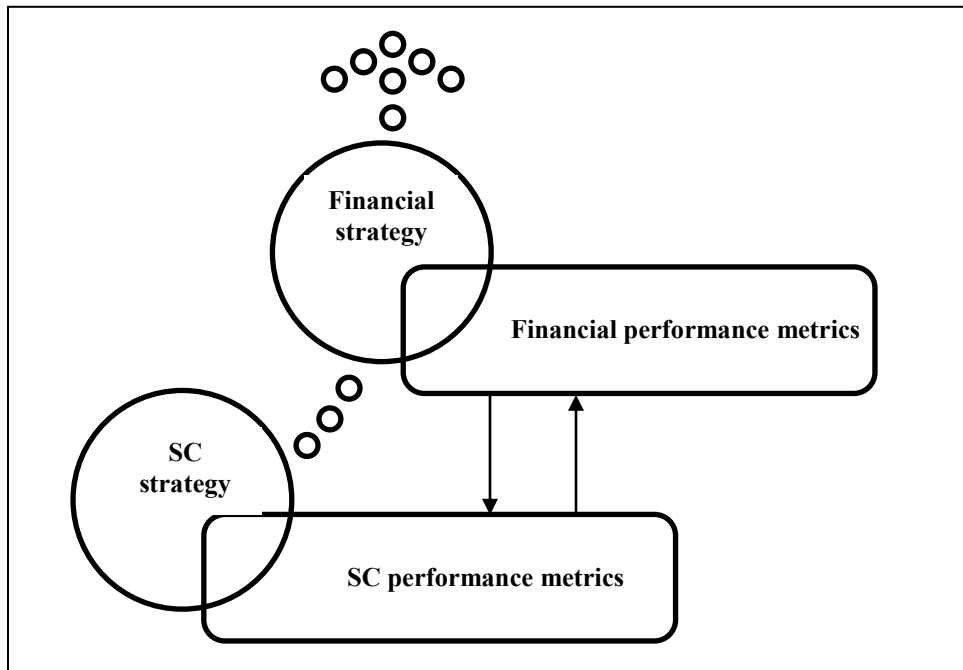 Financial
strategy
Financial performance metrics
SC
strategy
SC performance metrics